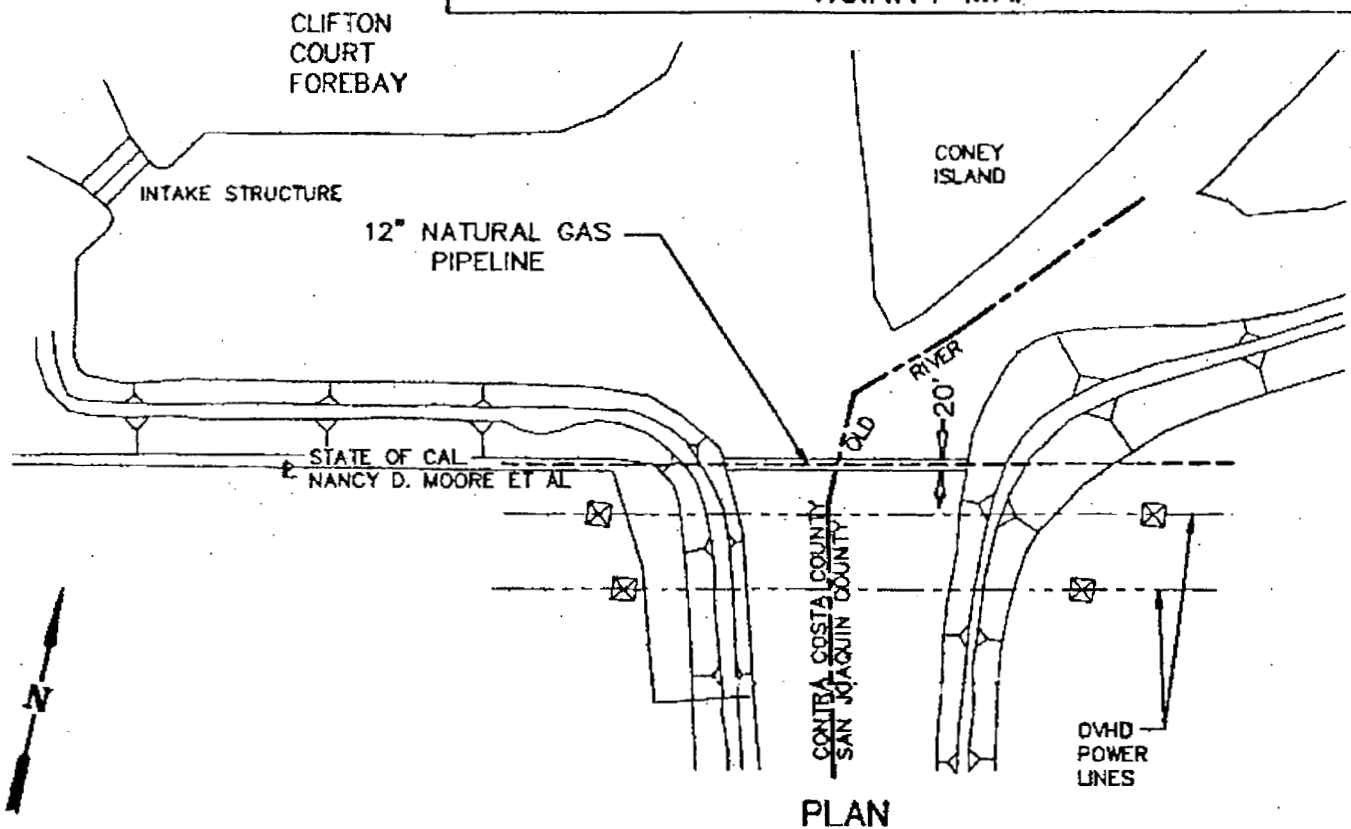 CLIFTON
COURT
FOREBAY
INTAKE STRUCTURE
CONEY
ISLAND
12" NATURAL GAS
PIPELINE
OLD RIVER
20'
STATE OF CAL
℄ NANCY D. MOORE ET AL
CONTRA COSTA COUNTY
SAN JOAQUIN COUNTY
N
OVHD
POWER
LINES
PLAN